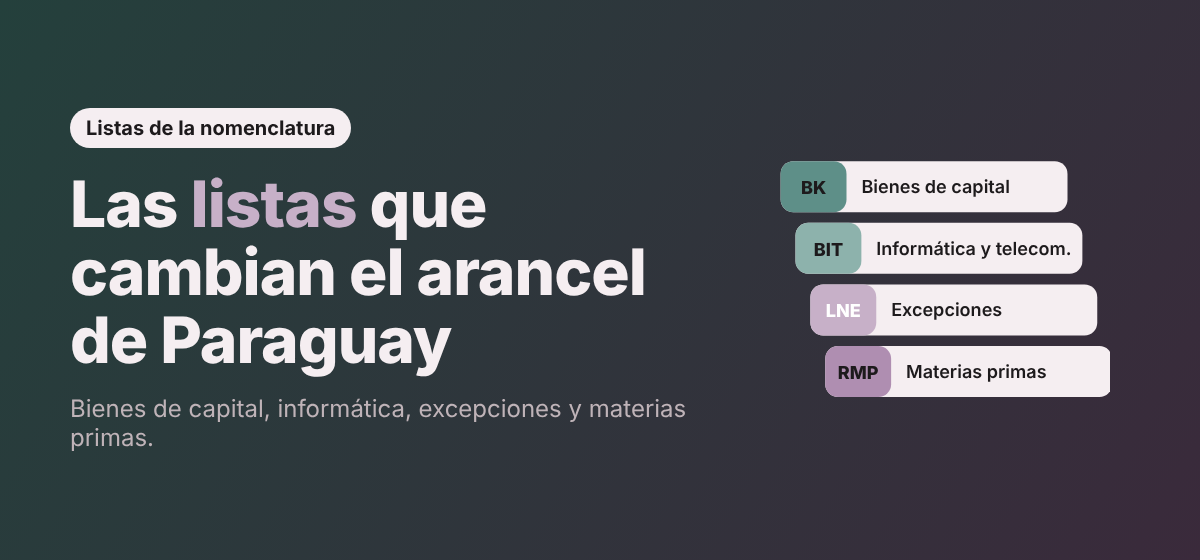 Listas de la nomenclatura
Las listas que
cambian el arancel
de Paraguay
Bienes de capital, informática, excepciones y materias
primas.
BK Bienes de capital
BIT Informática y telecom.
LNE Excepciones
RMP Materias primas